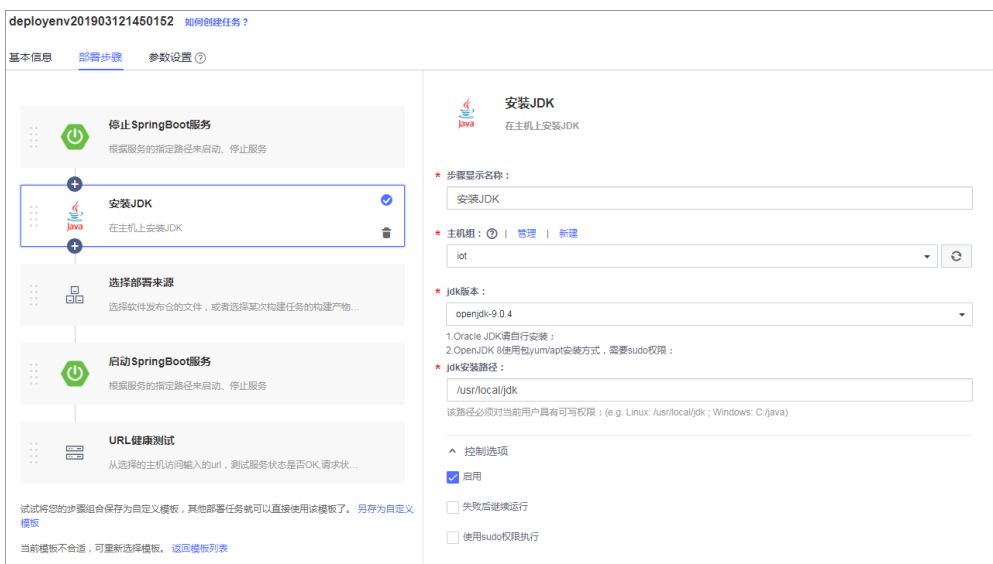 deployenv201903121450152 如何创建任务？
基本信息 部署步骤 参数设置 ?
停止SpringBoot服务
根据服务的指定路径来启动、停止服务
Java
安装JDK
在主机上安装JDK
选择部署来源
选择软件发布仓的文件，或者选择某次构建任务的构建产物...
启动SpringBoot服务
根据服务的指定路径来启动、停止服务
URL健康测试
从选择的主机访问输入的url，测试服务状态是否OK,请求状...
试试将您的步骤组合保存为自定义模板，其他部署任务就可以直接使用该模板了。 另存为自定义
模板
当前模板不合适，可重新选择模板。 返回模板列表
Java
安装JDK
在主机上安装JDK
* 步骤显示名称：
安装JDK
* 主机组： ? | 管理 | 新建
iot
* jdk版本：
openjdk-9.0.4
1.Oracle JDK请自行安装；
2.OpenJDK 8使用包yum/apt安装方式，需要sudo权限；
* jdk安装路径：
/usr/local/jdk
该路径必须对当前用户具有可写权限：(e.g. Linux: /usr/local/jdk ; Windows: C:/java)
控制选项
启用
失败后继续运行
使用sudo权限执行